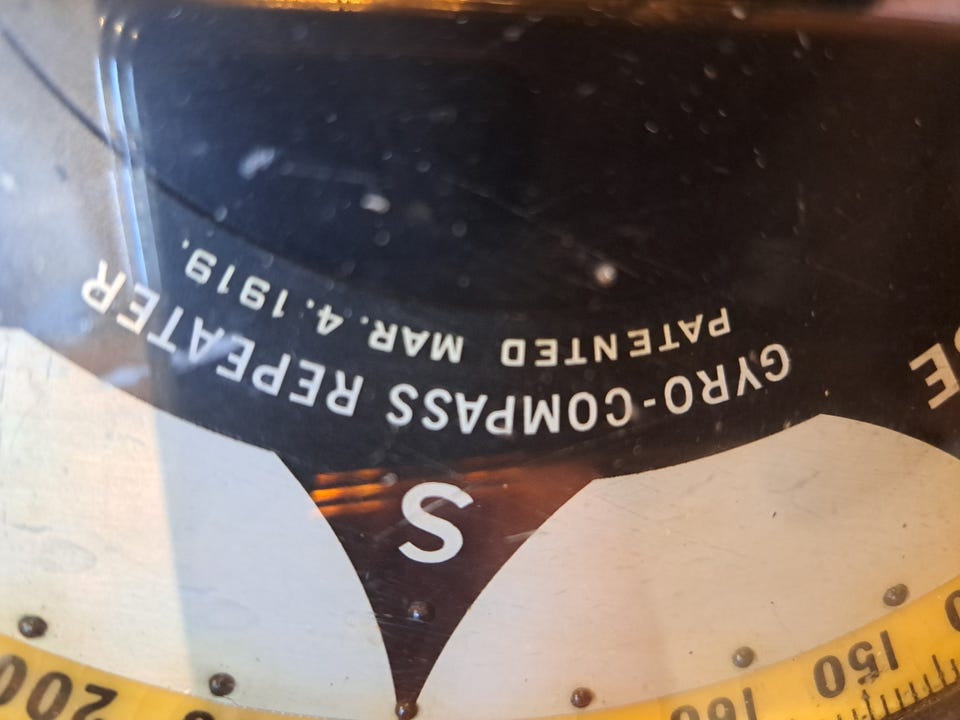 GYRO-COMPASS REPEATER
PATENTED MAR. 4. 1919.
S
E
150
160
200